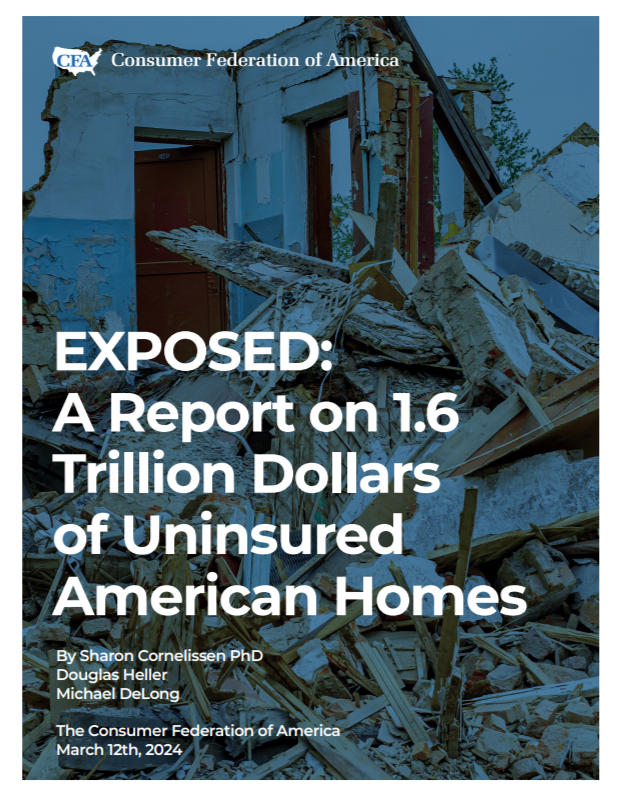 CFA Consumer Federation of America
EXPOSED:
A Report on 1.6
Trillion Dollars
of Uninsured
American Homes
By Sharon Cornelissen PhD
Douglas Heller
Michael DeLong
The Consumer Federation of America
March 12th, 2024